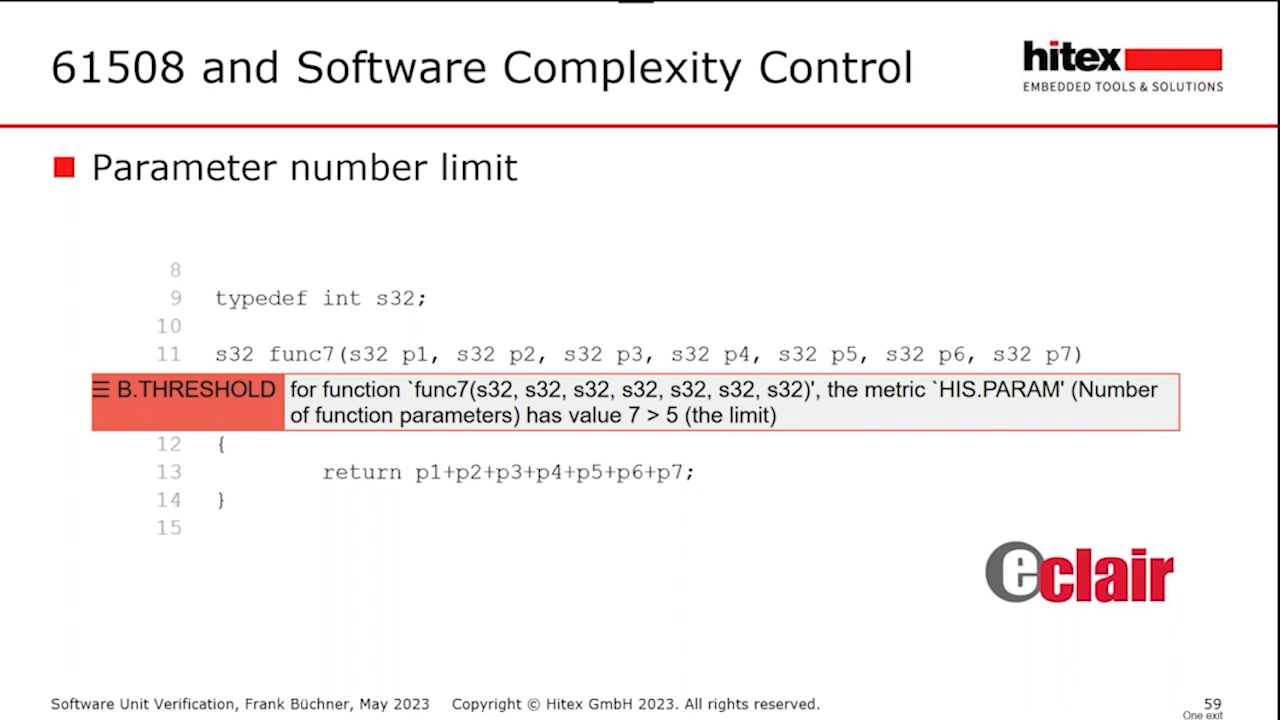 61508 and Software Complexity Control
hitex
EMBEDDED TOOLS & SOLUTIONS
Parameter number limit
8
9 typedef int s32;
10
11 s32 func7(s32 p1, s32 p2, s32 p3, s32 p4, s32 p5, s32 p6, s32 p7)
☰ B.THRESHOLD for function `func7(s32, s32, s32, s32, s32, s32, s32)', the metric `HIS.PARAM' (Number
of function parameters) has value 7 > 5 (the limit)
12 {
13 return p1+p2+p3+p4+p5+p6+p7;
14 }
15
eclair
Software Unit Verification, Frank Büchner, May 2023 Copyright © Hitex GmbH 2023. All rights reserved. 59
One exit